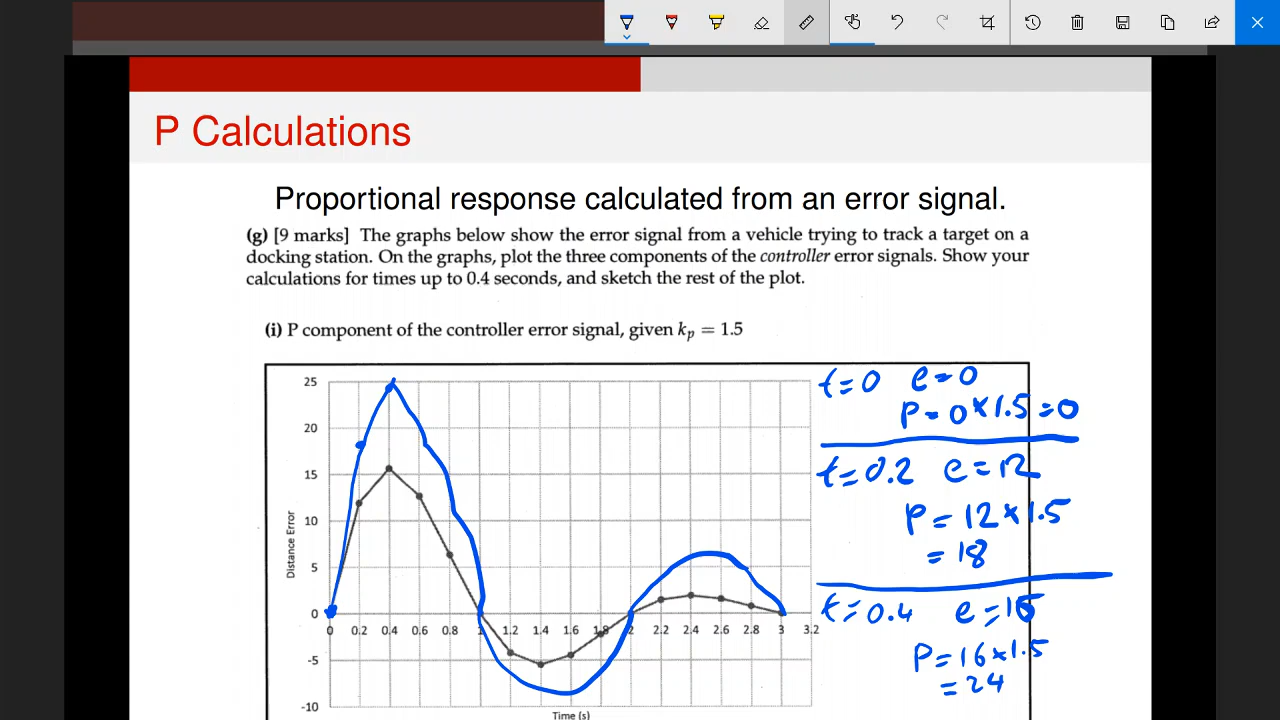 P Calculations
Proportional response calculated from an error signal.
(g) [9 marks] The graphs below show the error signal from a vehicle trying to track a target on a
docking station. On the graphs, plot the three components of the controller error signals. Show your
calculations for times up to 0.4 seconds, and sketch the rest of the plot.
(i) P component of the controller error signal, given kp = 1.5
25
20
15
10
5
0
-5
-10
Distance Error
0 0.2 0.4 0.6 0.8 1 1.2 1.4 1.6 1.8 2 2.2 2.4 2.6 2.8 3 3.2
Time (s)
t=0 e=0
P=0×1.5=0
t=0.2 e=12
P=12×1.5
=18
t=0.4 e=16
P=16×1.5
=24